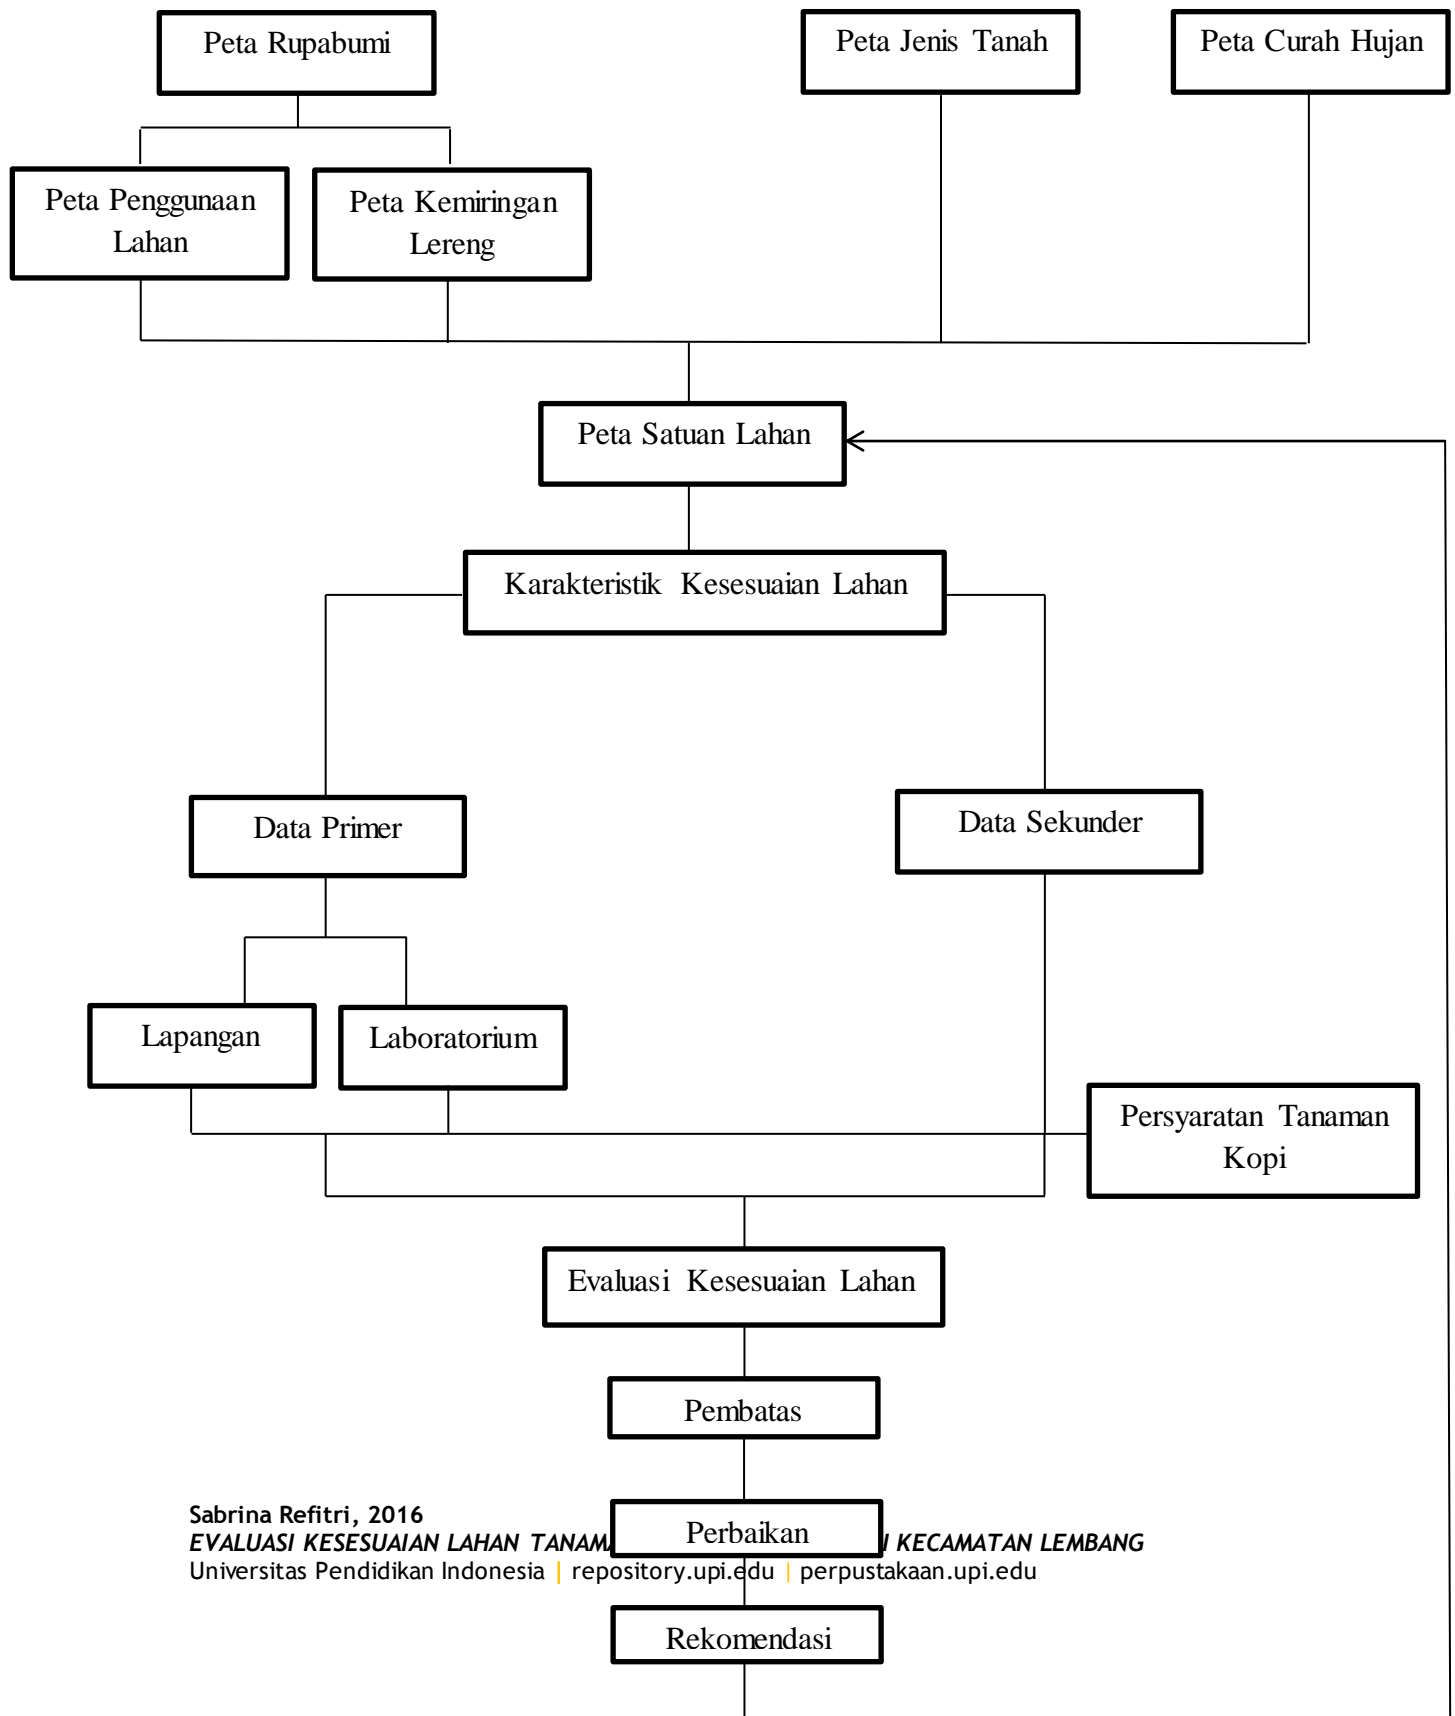 Peta Rupabumi
Peta Jenis Tanah
Peta Curah Hujan
Peta Penggunaan
Lahan
Peta Kemiringan
Lereng
Peta Satuan Lahan
Karakteristik Kesesuaian Lahan
Data Primer
Data Sekunder
Lapangan
Laboratorium
Persyaratan Tanaman
Kopi
Evaluasi Kesesuaian Lahan
Pembatas
Sabrina Refitri, 2016
Perbaikan
EVALUASI KESESUAIAN LAHAN KECAMATAN LEMBANG
Universitas Pendidikan Indonesia | repository.upi.edu | perpustakaan.upi.edu
Rekomendasi